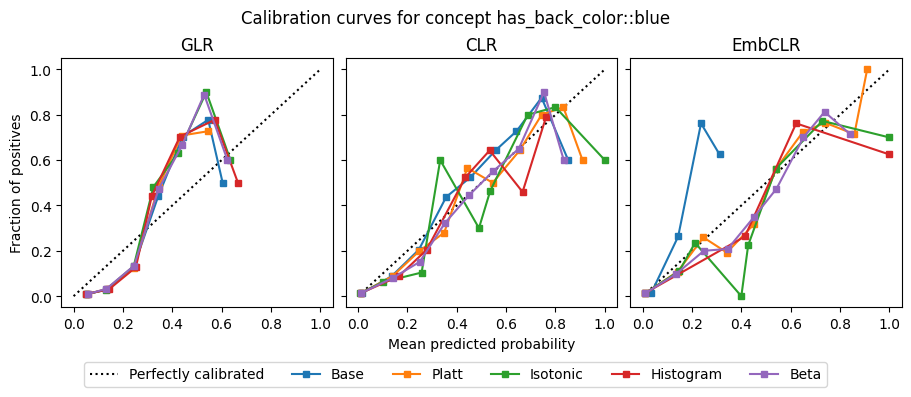 Calibration curves for concept has_back_color::blue
GLR
CLR
EmbCLR
Fraction of positives
1.0
0.8
0.6
0.4
0.2
0.0
0.0 0.2 0.4 0.6 0.8 1.0
0.0 0.2 0.4 0.6 0.8 1.0
0.0 0.2 0.4 0.6 0.8 1.0
Mean predicted probability
Perfectly calibrated
Base
Platt
Isotonic
Histogram
Beta